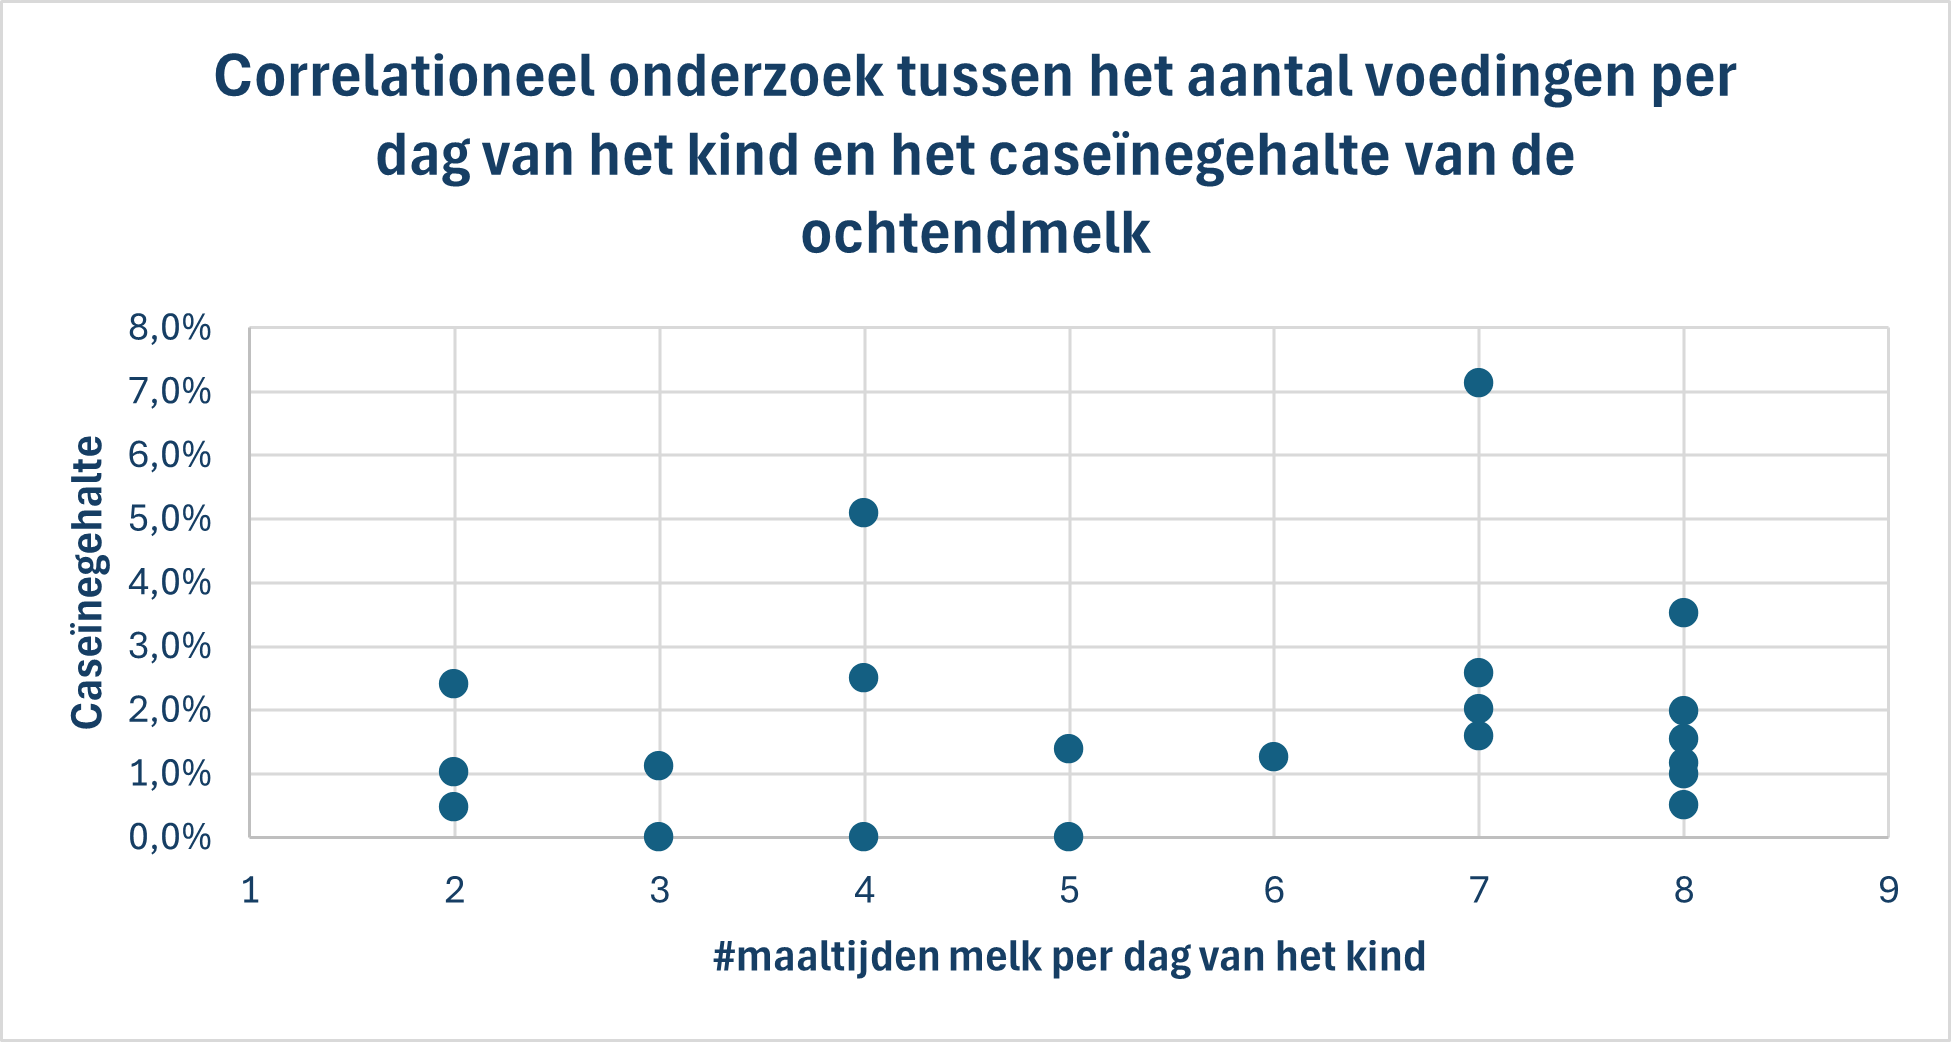 Correlationeel onderzoek tussen het aantal voedingen per
dag van het kind en het caseïnegehalte van de
ochtendmelk
8,0%
7,0%
6,0%
5,0%
4,0%
3,0%
2,0%
1,0%
0,0%
Caseïnegehalte
1 2 3 4 5 6 7 8 9
#maaltijden melk per dag van het kind